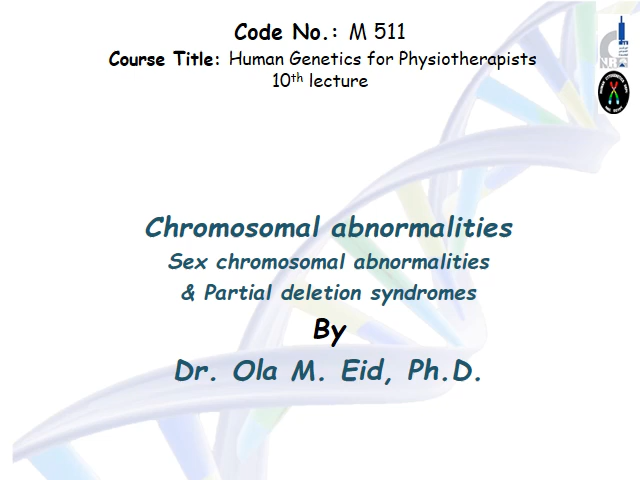 Code No.: M 511
Course Title: Human Genetics for Physiotherapists
10th lecture
Chromosomal abnormalities
Sex chromosomal abnormalities
& Partial deletion syndromes
By
Dr. Ola M. Eid, Ph.D.